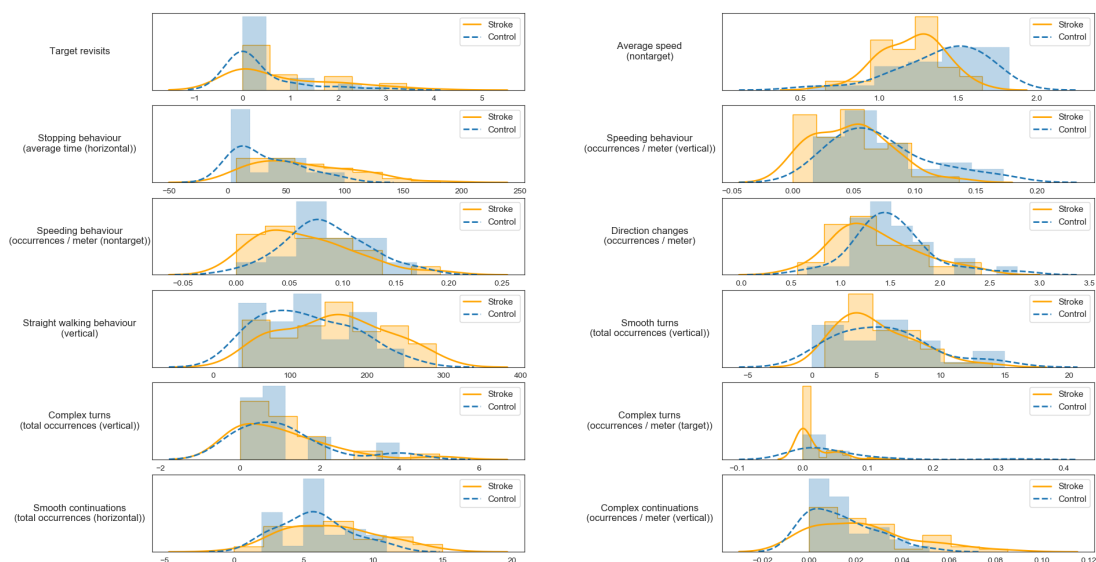 Target revisits
Stroke
Control
−1 0 1 2 3 4 5
Average speed
(nontarget)
Stroke
Control
0.5 1.0 1.5 2.0
Stopping behaviour
(average time (horizontal))
Stroke
Control
−50 0 50 100 150 200 250
Speeding behaviour
(occurrences / meter (vertical))
Stroke
Control
−0.05 0.00 0.05 0.10 0.15 0.20
Speeding behaviour
(occurrences / meter (nontarget))
Stroke
Control
−0.05 0.00 0.05 0.10 0.15 0.20 0.25
Direction changes
(occurrences / meter)
Stroke
Control
0.0 0.5 1.0 1.5 2.0 2.5 3.0 3.5
Straight walking behaviour
(vertical)
Stroke
Control
0 100 200 300 400
Smooth turns
(total occurrences (vertical))
Stroke
Control
−5 0 5 10 15 20
Complex turns
(total occurrences (vertical))
Stroke
Control
−2 0 2 4 6
Complex turns
(occurrences / meter (target))
Stroke
Control
−0.1 0.0 0.1 0.2 0.3 0.4
Smooth continuations
(total occurrences (horizontal))
Stroke
Control
−5 0 5 10 15 20
Complex continuations
(ocurrences / meter (vertical))
Stroke
Control
−0.02 0.00 0.02 0.04 0.06 0.08 0.10 0.12